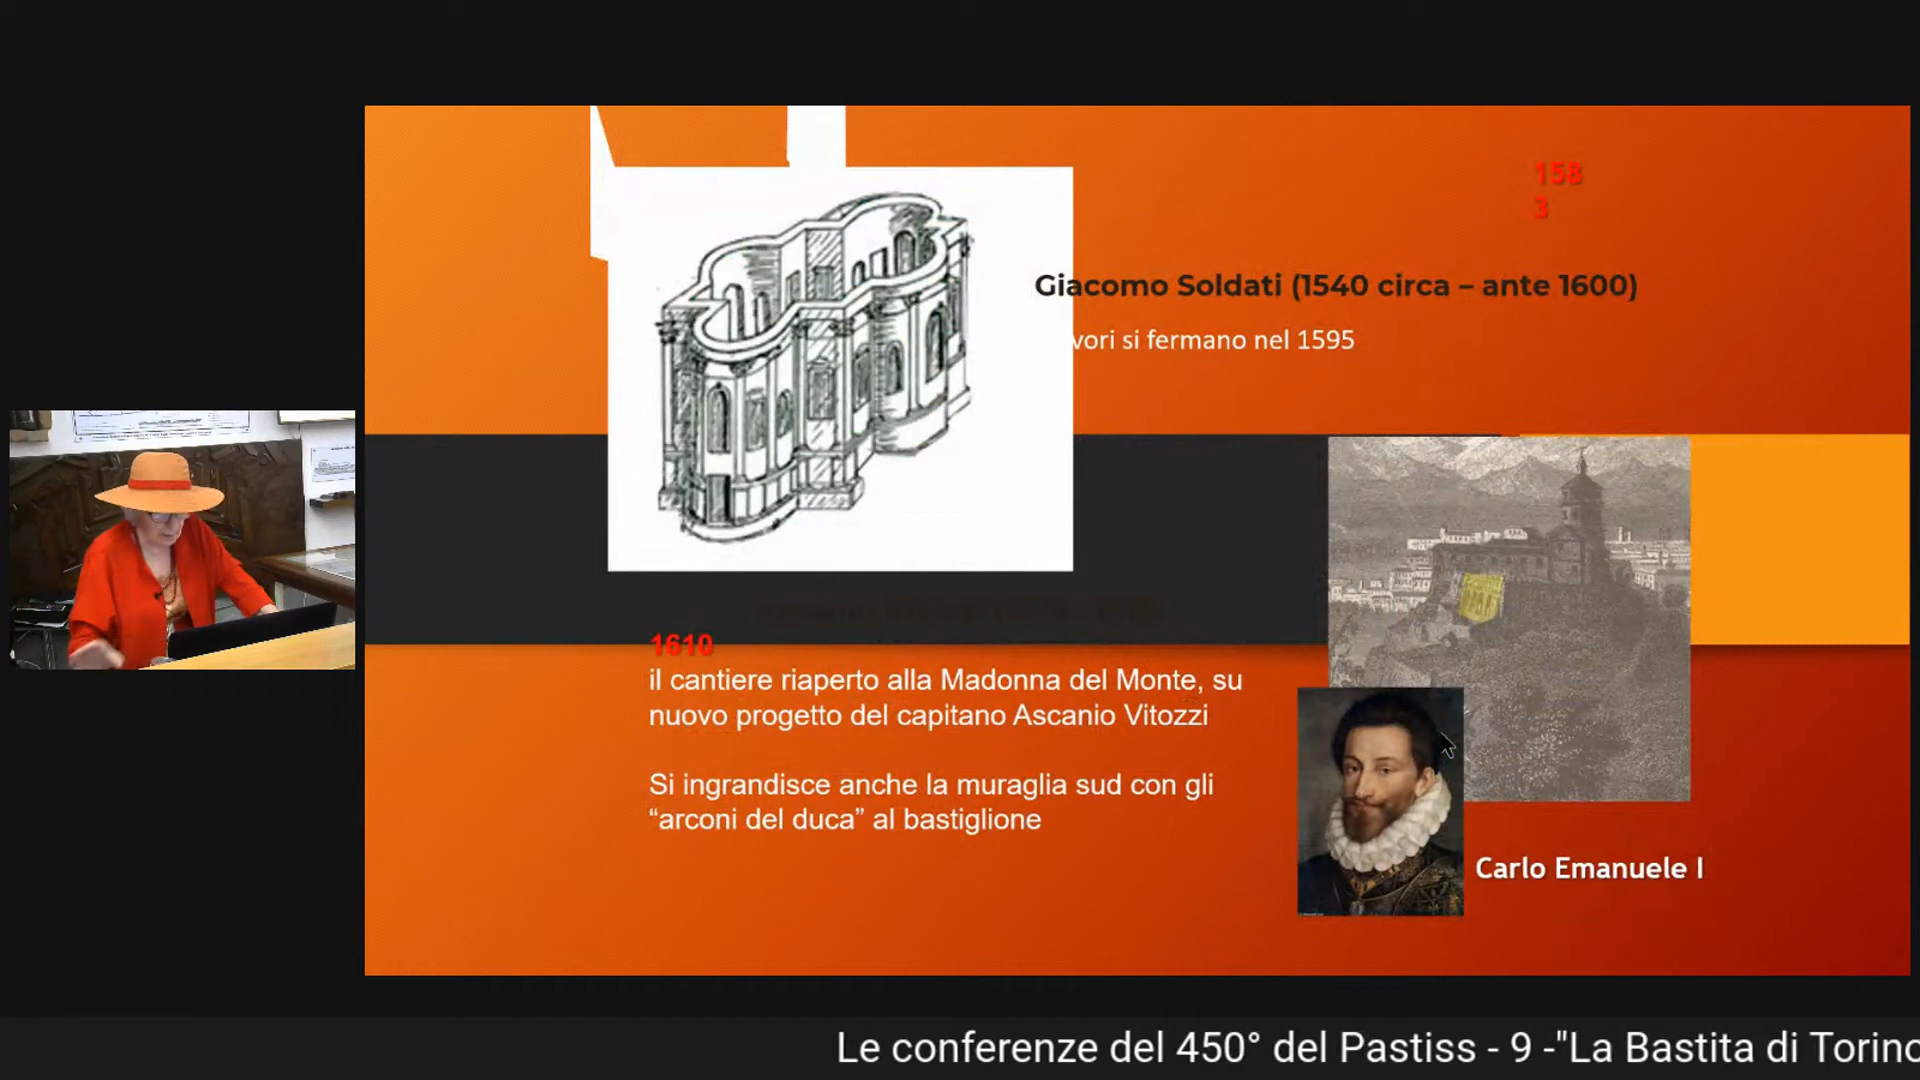 158
3
Giacomo Soldati (1540 circa – ante 1600)
vori si fermano nel 1595
1610
il cantiere riaperto alla Madonna del Monte, su
nuovo progetto del capitano Ascanio Vitozzi
Si ingrandisce anche la muraglia sud con gli
“arconi del duca” al bastiglione
Carlo Emanuele I
Le conferenze del 450° del Pastiss - 9 -"La Bastita di Torino